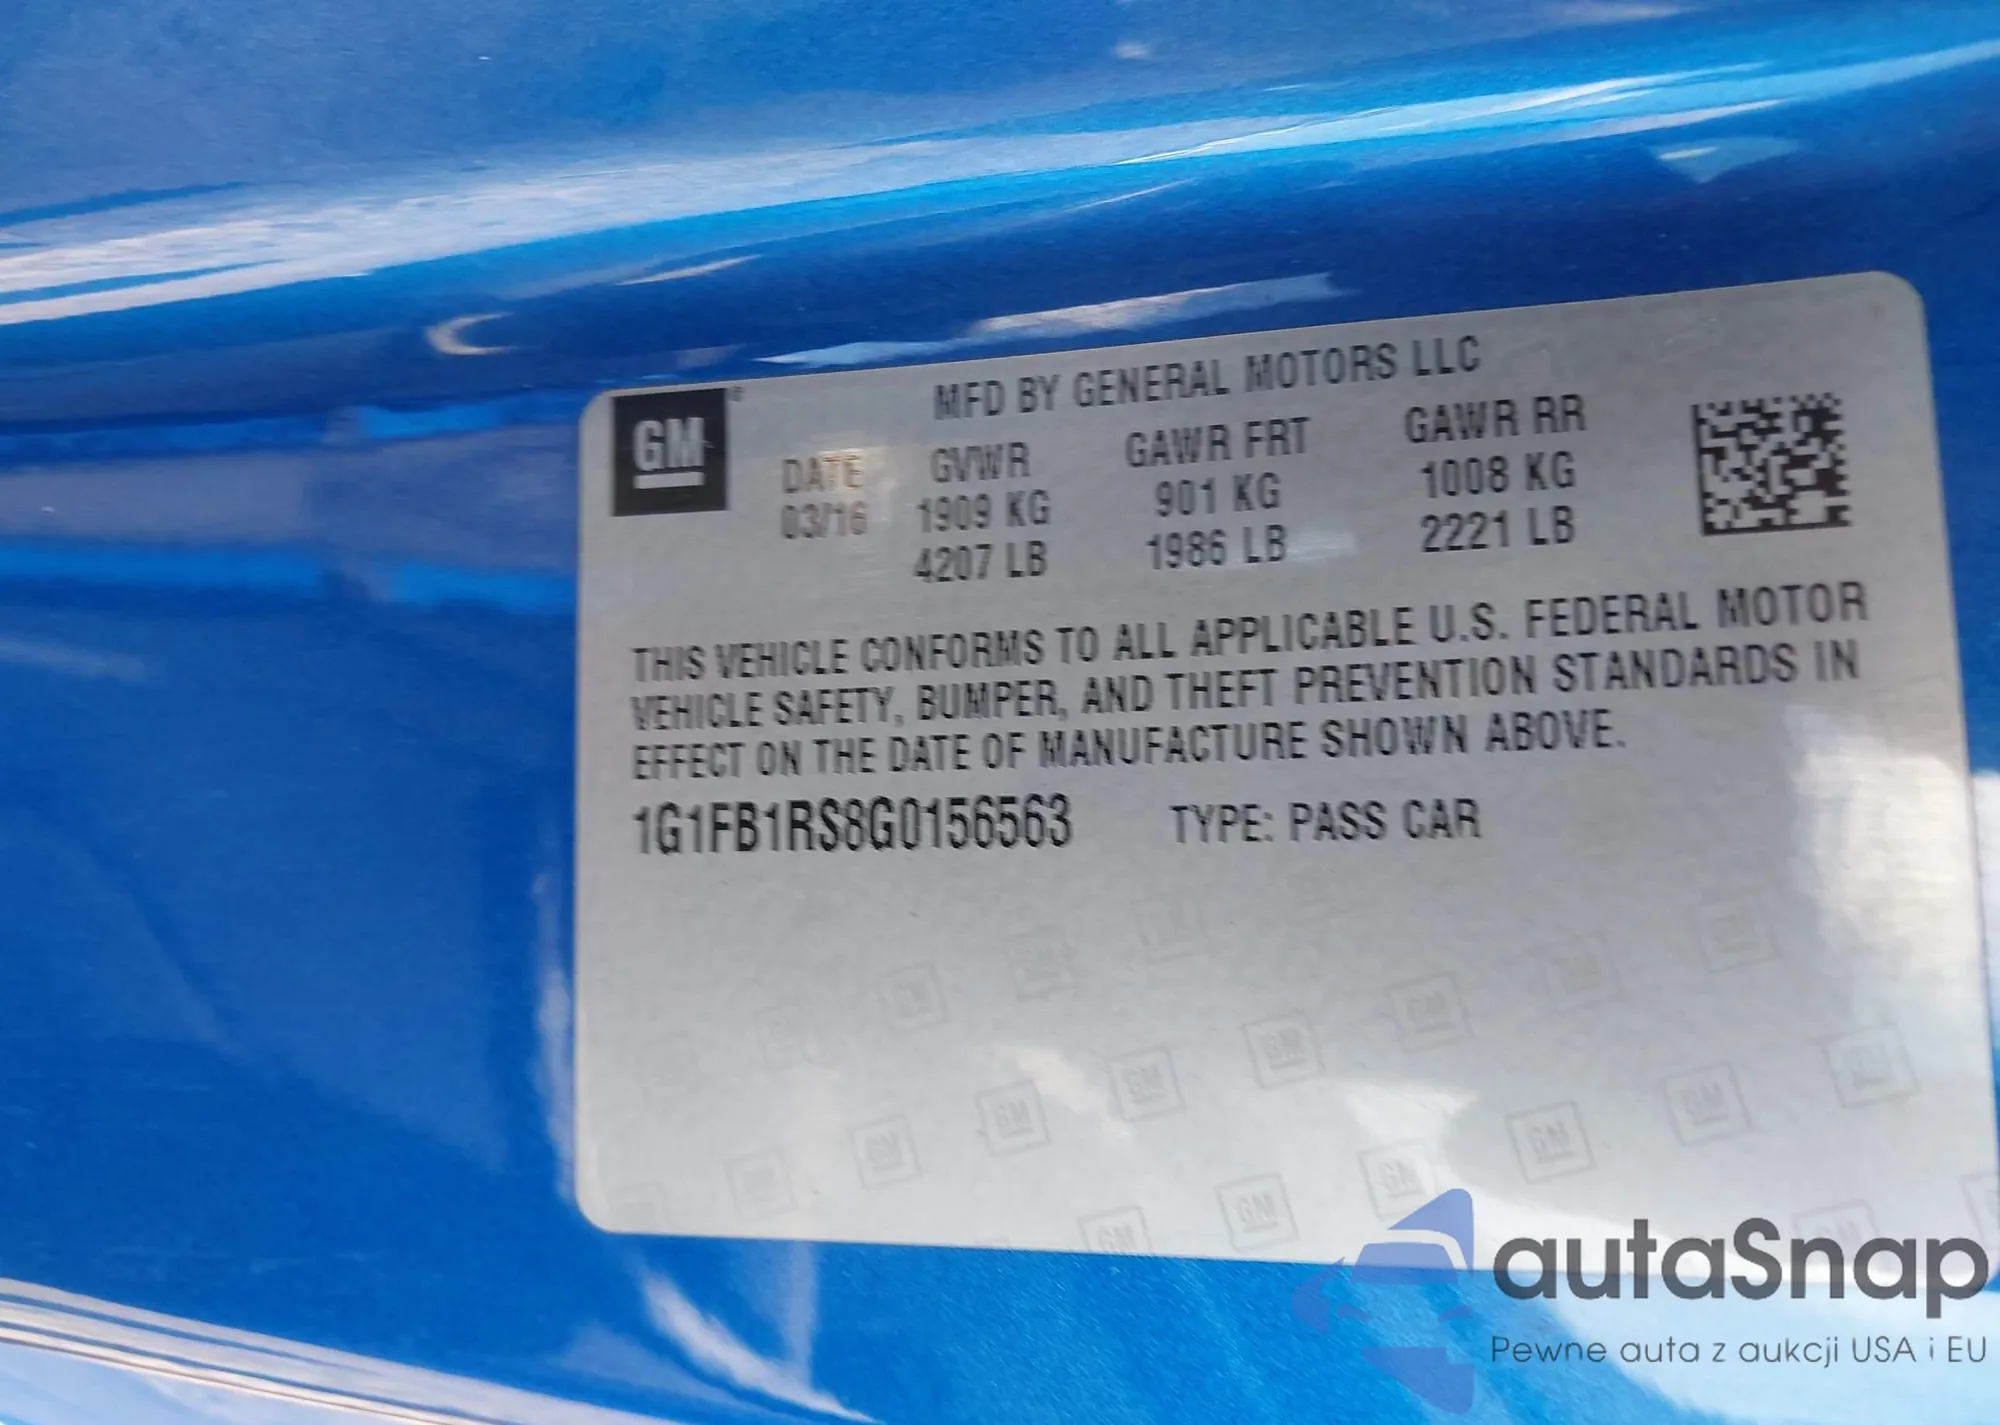 GM®
MFD BY GENERAL MOTORS LLC
DATE GVWR GAWR FRT GAWR RR
03/16 1909 KG 901 KG 1008 KG
4207 LB 1986 LB 2221 LB
THIS VEHICLE CONFORMS TO ALL APPLICABLE U.S. FEDERAL MOTOR
VEHICLE SAFETY, BUMPER, AND THEFT PREVENTION STANDARDS IN
EFFECT ON THE DATE OF MANUFACTURE SHOWN ABOVE.
1G1FB1RS8G0156563 TYPE: PASS CAR
autaSnap
Pewne auta z aukcji USA i EU